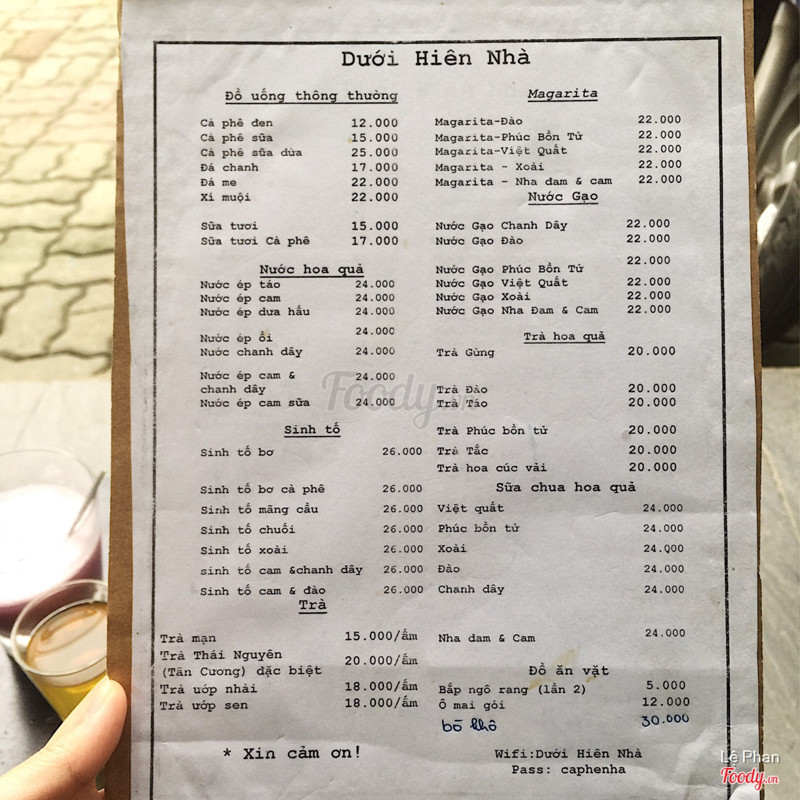 Dưới Hiên Nhà
Đồ uống thông thường
Cà phê đen 12.000
Cà phê sữa 15.000
Cà phê sữa dừa 25.000
Đá chanh 17.000
Đá me 22.000
Xí muội 22.000
Sữa tươi 15.000
Sữa tươi Cà phê 17.000
Nước hoa quả
Nước ép táo 24.000
Nước ép cam 24.000
Nước ép dưa hấu 24.000
Nước ép ổi 24.000
Nước chanh dây 24.000
Nước ép cam &
chanh dây 24.000
Nước ép cam sữa 24.000
Sinh tố
Sinh tố bơ 26.000
Sinh tố bơ cà phê 26.000
Sinh tố mãng cầu 26.000
Sinh tố chuối 26.000
Sinh tố xoài 26.000
sinh tố cam &chanh dây 26.000
Sinh tố cam & đào 26.000
Trà
Trà mạn 15.000/ấm
Trà Thái Nguyên
(Tân Cương) đặc biệt 20.000/ấm
Trà uớp nhài 18.000/ấm
Trà ướp sen 18.000/ấm
* Xin cảm ơn!
Magarita
Magarita-Đào 22.000
Magarita-Phúc Bồn Tử 22.000
Magarita-Việt Quất 22.000
Magarita - Xoài 22.000
Magarita - Nha đam & cam 22.000
Nước Gạo
Nước Gạo Chanh Dây 22.000
Nước Gạo Đào 22.000
Nước Gạo Phúc Bồn Tử 22.000
Nước Gạo Việt Quất 22.000
Nước Gạo Xoài 22.000
Nước Gạo Nha Đam & Cam 22.000
Trà hoa quả
Trà Gừng 20.000
Trà Đào 20.000
Trà Táo 20.000
Trà Phúc bồn tử 20.000
Trà Tắc 20.000
Trà hoa cúc vải 20.000
Sữa chua hoa quả
Việt quất 24.000
Phúc bồn tử 24.000
Xoài 24.000
Đào 24.000
Chanh dây 24.000
Nha đam & Cam 24.000
Đồ ăn vặt
Bắp ngô rang (lần 2) 5.000
Ô mai gói 12.000
bò khô 30.000
Wifi:Dưới Hiên Nhà
Pass: caphenha
Foody.vn
Lê Phan
Foody.vn